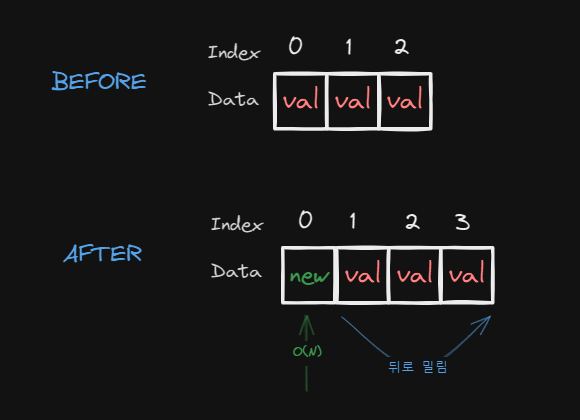 Index 0 1 2
BEFORE
Data val val val
Index 0 1 2 3
AFTER
Data new val val val
O(N)
뒤로 밀림